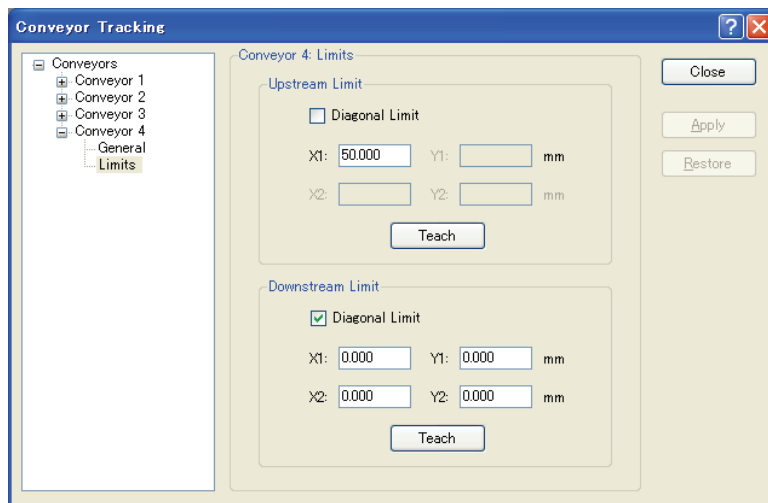 Conveyor Tracking
Conveyors
Conveyor 1
Conveyor 2
Conveyor 3
Conveyor 4
General
Limits
Conveyor 4: Limits
Upstream Limit
Diagonal Limit
X1: 50.000 Y1: mm
X2: Y2: mm
Teach
Downstream Limit
Diagonal Limit
X1: 0.000 Y1: 0.000 mm
X2: 0.000 Y2: 0.000 mm
Teach
Close
Apply
Restore